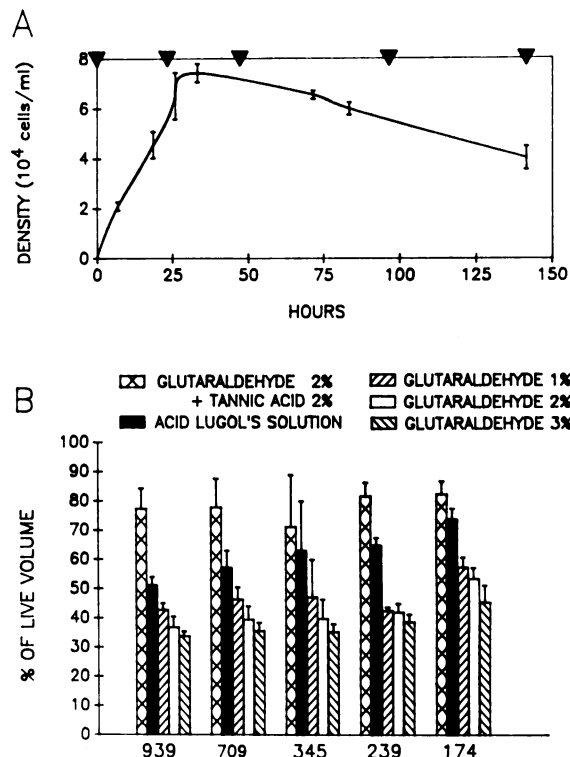 A
DENSITY (10⁴ cells/ml)
8
6
4
2
0
0 25 50 75 100 125 150
HOURS
B
GLUTARALDEHYDE 2%
+ TANNIC ACID 2%
ACID LUGOL'S SOLUTION
GLUTARALDEHYDE 1%
GLUTARALDEHYDE 2%
GLUTARALDEHYDE 3%
% OF LIVE VOLUME
100
90
80
70
60
50
40
30
20
10
0
939 709 345 239 174